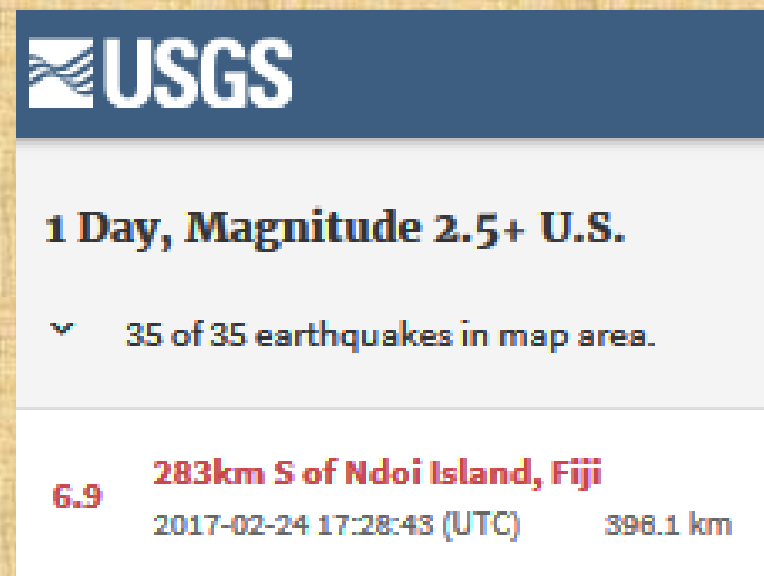 USGS
1 Day, Magnitude 2.5+ U.S.
35 of 35 earthquakes in map area.
6.9
283km S of Ndoi Island, Fiji
2017-02-24 17:28:43 (UTC) 396.1 km